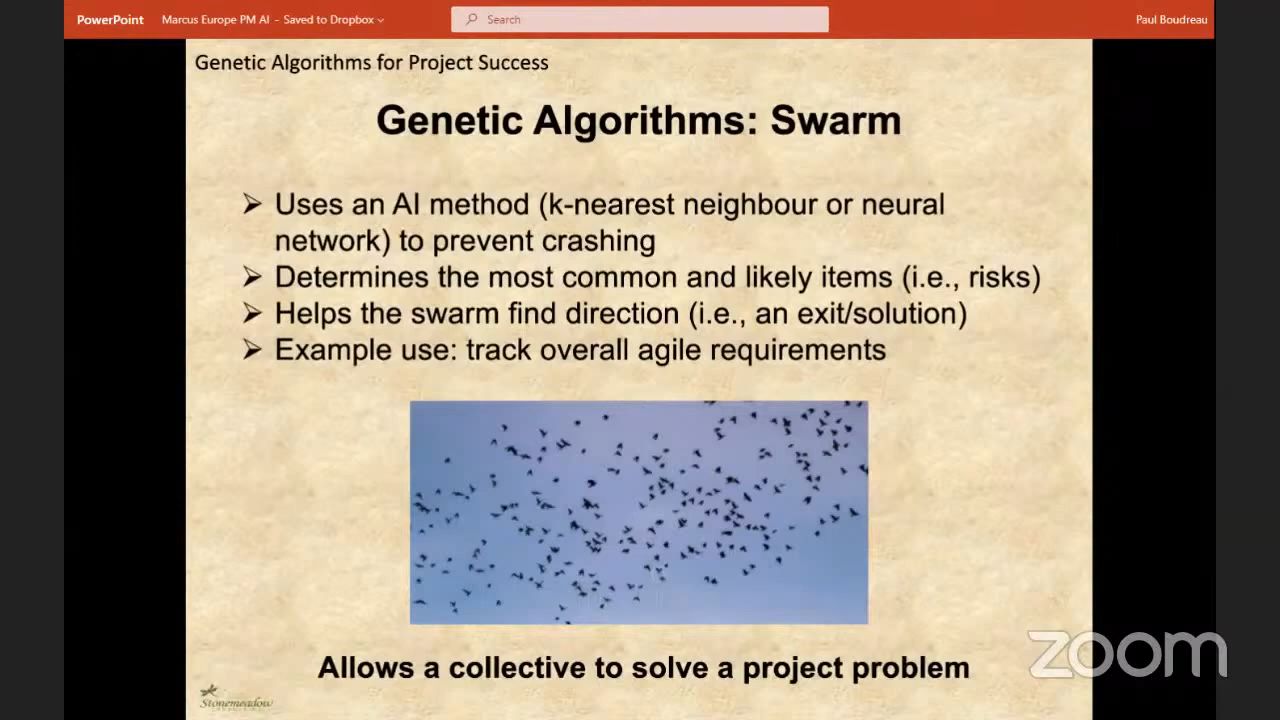 PowerPoint
Marcus Europe PM AI - Saved to Dropbox
Search
Paul Boudreau
Genetic Algorithms for Project Success
Genetic Algorithms: Swarm
Uses an AI method (k-nearest neighbour or neural
network) to prevent crashing
Determines the most common and likely items (i.e., risks)
Helps the swarm find direction (i.e., an exit/solution)
Example use: track overall agile requirements
Allows a collective to solve a project problem
zoom
Stonemeadow